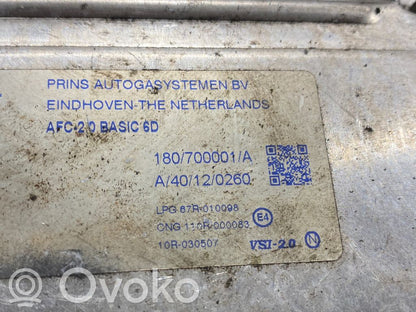 PRINS AUTOGASYSTEMEN BV
EINDHOVEN-THE NETHERLANDS
AFC-2.0 BASIC 6D
180/700001/A
A/40/12/0260
LPG 67R-010098
CNG 110R-000083
10R-030507
E4
VSI-2.0 N
© OVOKO